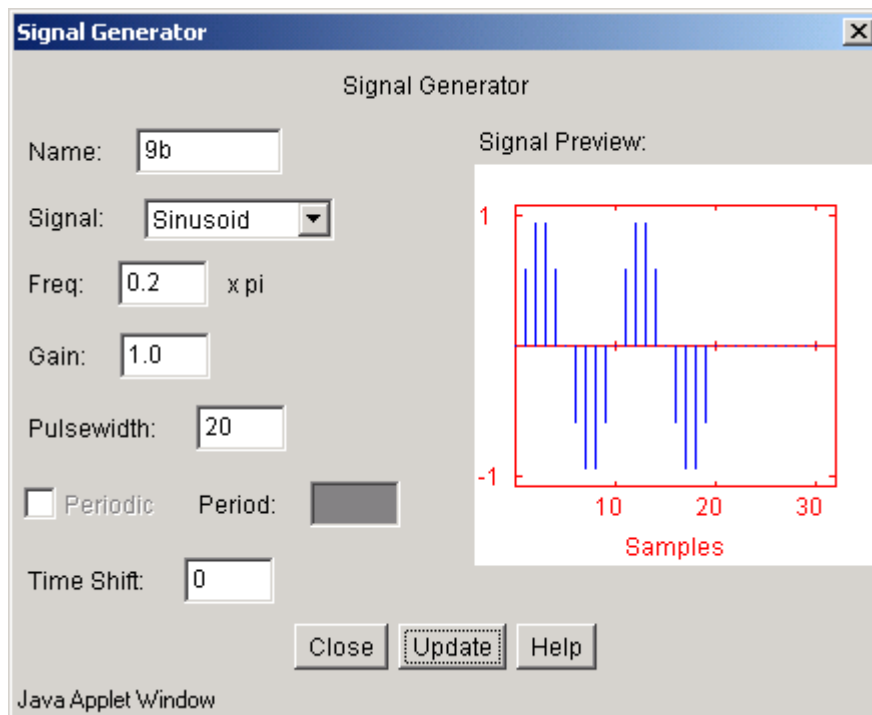 Signal Generator
Signal Generator
Name: 9b
Signal: Sinusoid
Freq: 0.2 x pi
Gain: 1.0
Pulsewidth: 20
Periodic Period:
Time Shift: 0
Signal Preview:
1
-1
10 20 30
Samples
Close Update Help
Java Applet Window